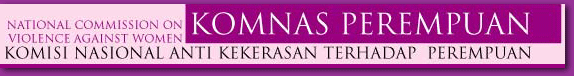 NATIONAL COMMISSION ON
VIOLENCE AGAINST WOMEN
KOMNAS PEREMPUAN
KOMISI NASIONAL ANTI KEKERASAN TERHADAP PEREMPUAN